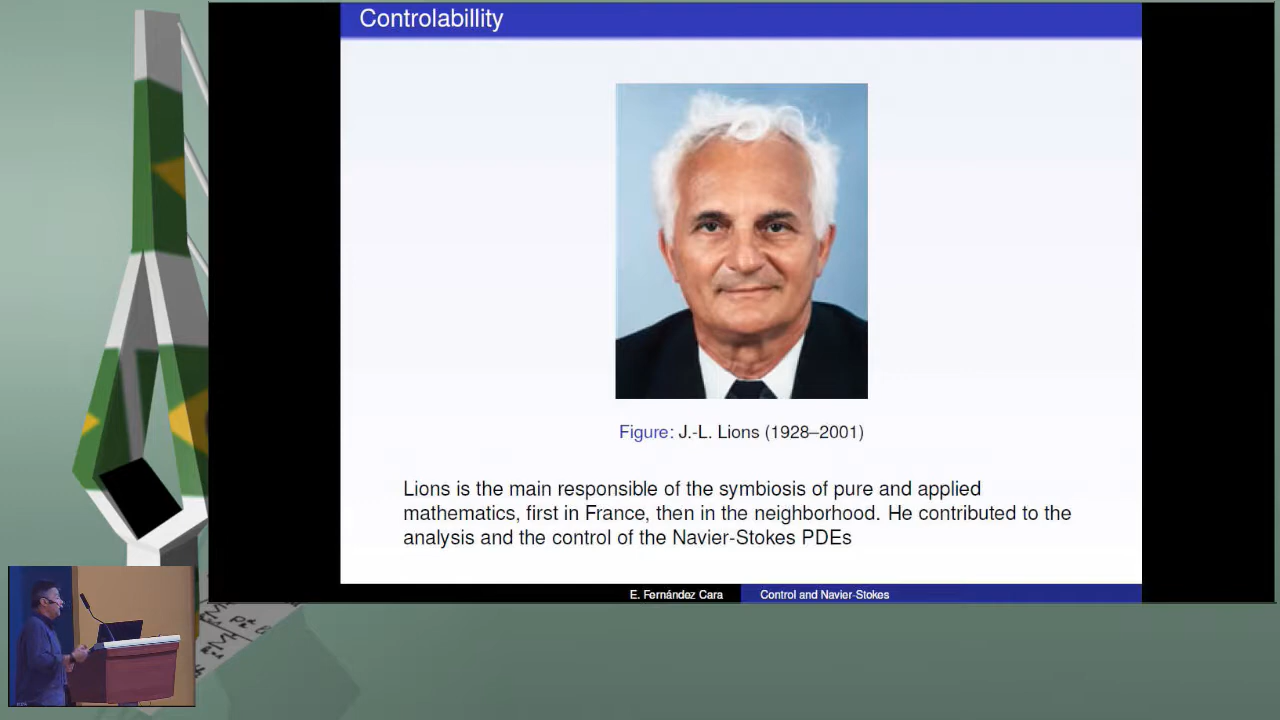 Controlabillity
Figure: J.-L. Lions (1928–2001)
Lions is the main responsible of the symbiosis of pure and applied
mathematics, first in France, then in the neighborhood. He contributed to the
analysis and the control of the Navier-Stokes PDEs
E. Fernández Cara
Control and Navier-Stokes